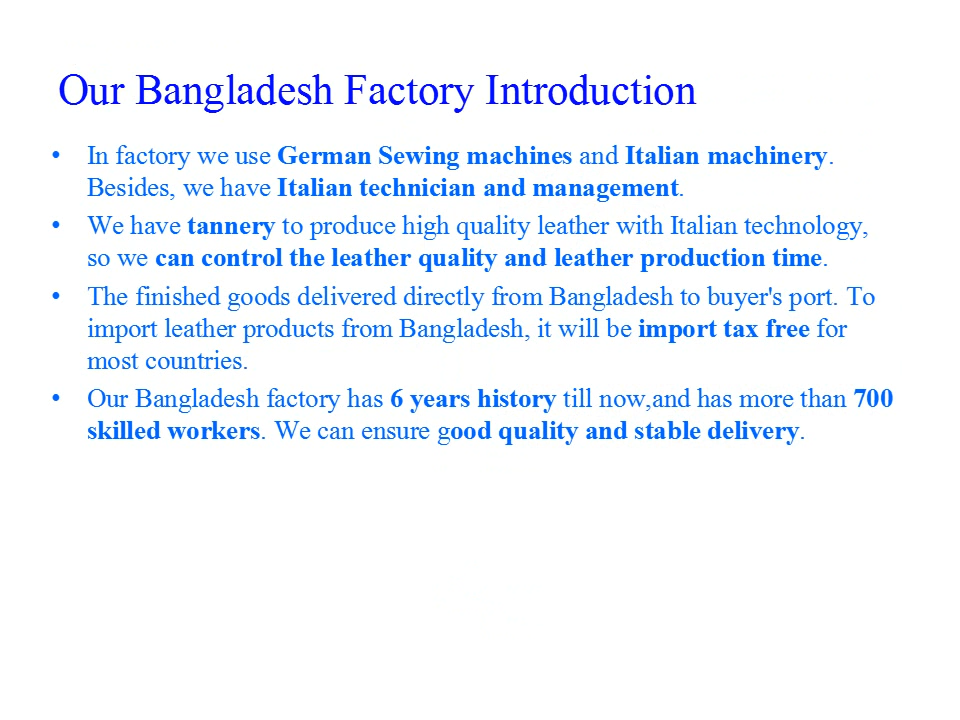 Our Bangladesh Factory Introduction
• In factory we use German Sewing machines and Italian machinery.
Besides, we have Italian technician and management.
• We have tannery to produce high quality leather with Italian technology,
so we can control the leather quality and leather production time.
• The finished goods delivered directly from Bangladesh to buyer's port. To
import leather products from Bangladesh, it will be import tax free for
most countries.
• Our Bangladesh factory has 6 years history till now,and has more than 700
skilled workers. We can ensure good quality and stable delivery.